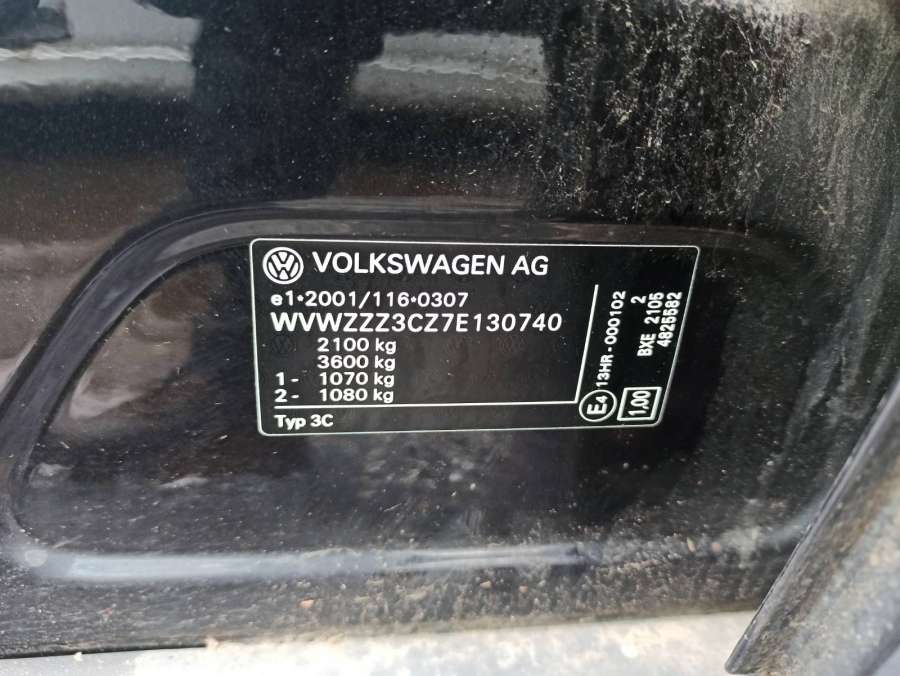 VOLKSWAGEN AG
e1*2001/116*0307
WVWZZZ3CZ7E130740
2100 kg
3600 kg
1- 1070 kg
2- 1080 kg
Typ 3C
E4 13HR-000102
2
BXE 2105
4825582
1.00